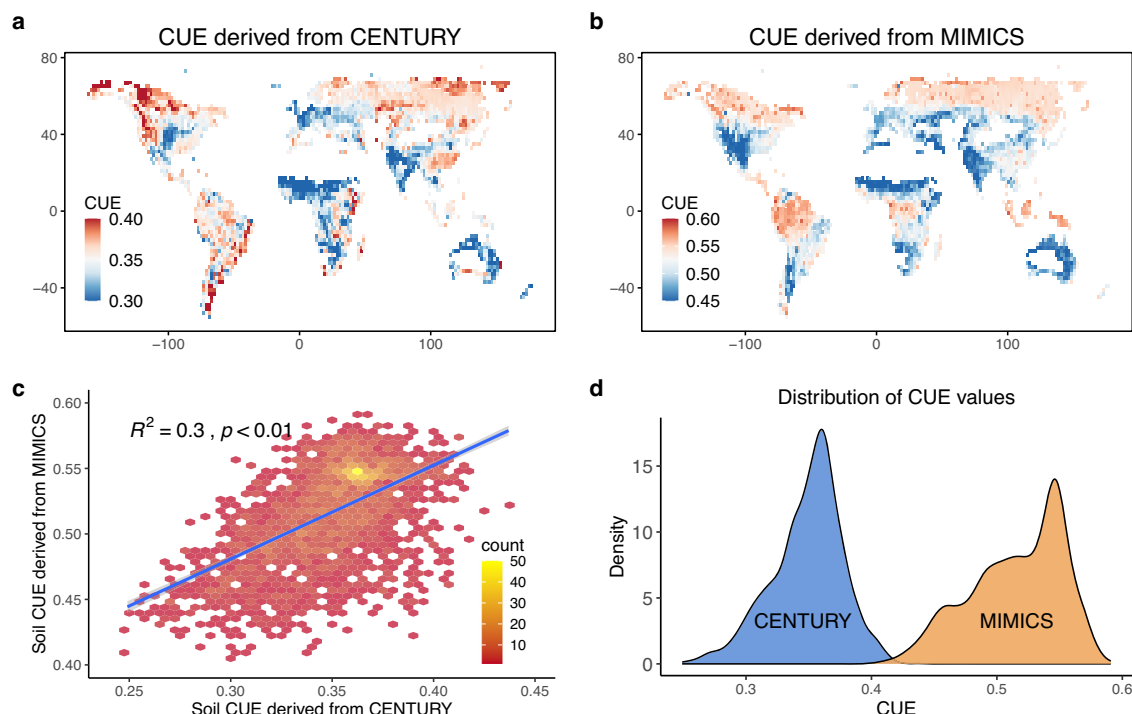 a
CUE derived from CENTURY
80
40
0
−40
CUE
0.40
0.35
0.30
−100
0
100
b
CUE derived from MIMICS
80
40
0
−40
CUE
0.60
0.55
0.50
0.45
−100
0
100
c
Soil CUE derived from MIMICS
0.60
0.55
0.50
0.45
0.40
R² = 0.3 , p < 0.01
count
50
40
30
20
10
0.25
0.30
0.35
0.40
0.45
Soil CUE derived from CENTURY
d
Distribution of CUE values
Density
15
10
5
0
CENTURY
MIMICS
0.3
0.4
0.5
0.6
CUE